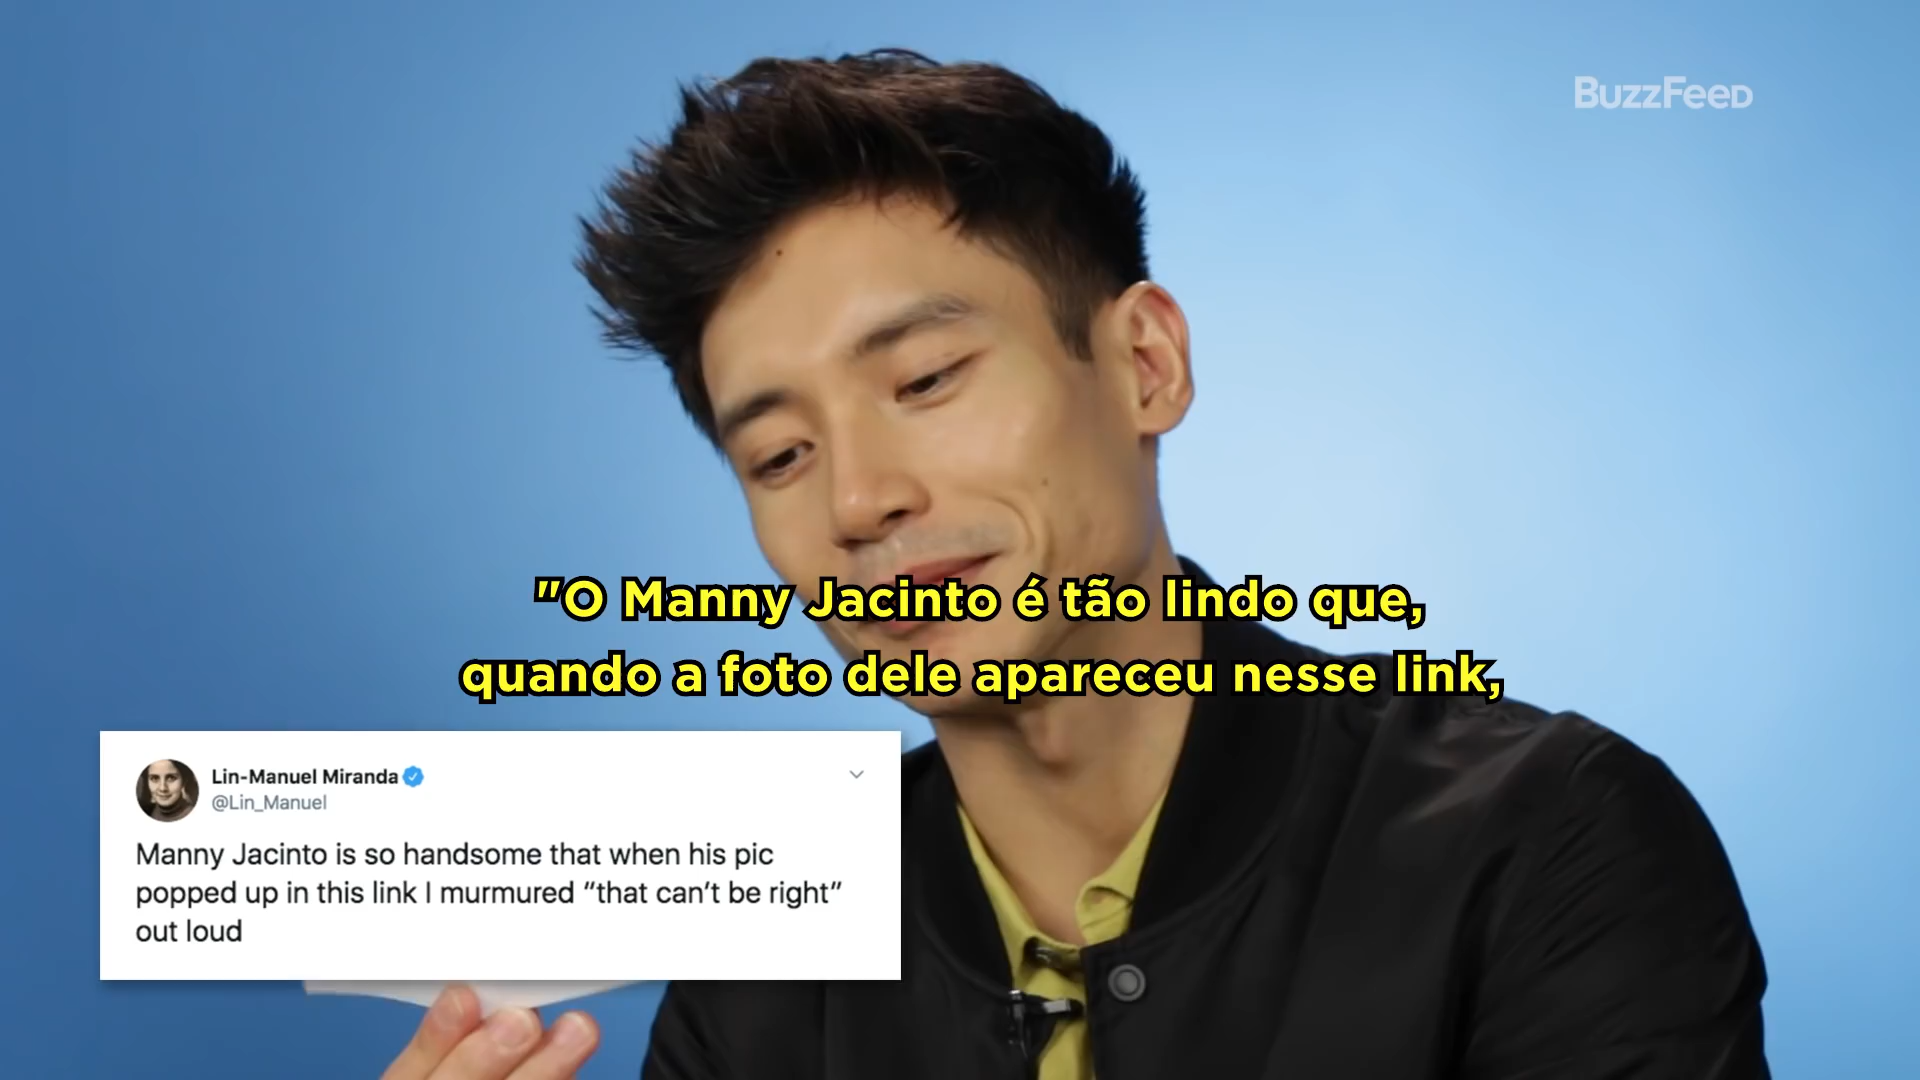 BuzzFeed
"O Manny Jacinto é tão lindo que,
quando a foto dele apareceu nesse link,
Lin-Manuel Miranda
@Lin_Manuel
Manny Jacinto is so handsome that when his pic
popped up in this link I murmured “that can’t be right”
out loud